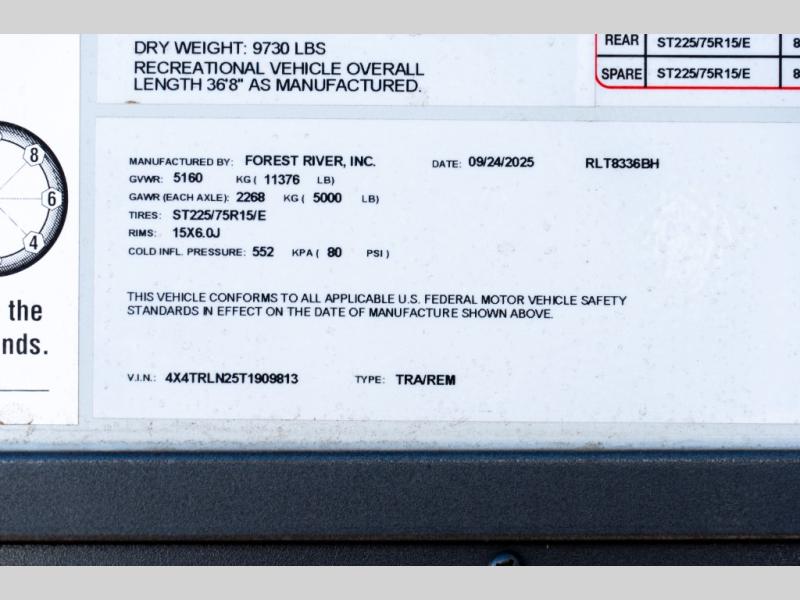 DRY WEIGHT: 9730 LBS
RECREATIONAL VEHICLE OVERALL
LENGTH 36'8" AS MANUFACTURED.
REAR ST225/75R15/E 8
SPARE ST225/75R15/E 8
8
6
4
the
nds.
MANUFACTURED BY: FOREST RIVER, INC. DATE: 09/24/2025 RLT8336BH
GVWR: 5160 KG ( 11376 LB)
GAWR (EACH AXLE): 2268 KG ( 5000 LB)
TIRES: ST225/75R15/E
RIMS: 15X6.0J
COLD INFL. PRESSURE: 552 KPA ( 80 PSI )
THIS VEHICLE CONFORMS TO ALL APPLICABLE U.S. FEDERAL MOTOR VEHICLE SAFETY
STANDARDS IN EFFECT ON THE DATE OF MANUFACTURE SHOWN ABOVE.
V.I.N.: 4X4TRLN25T1909813 TYPE: TRA/REM